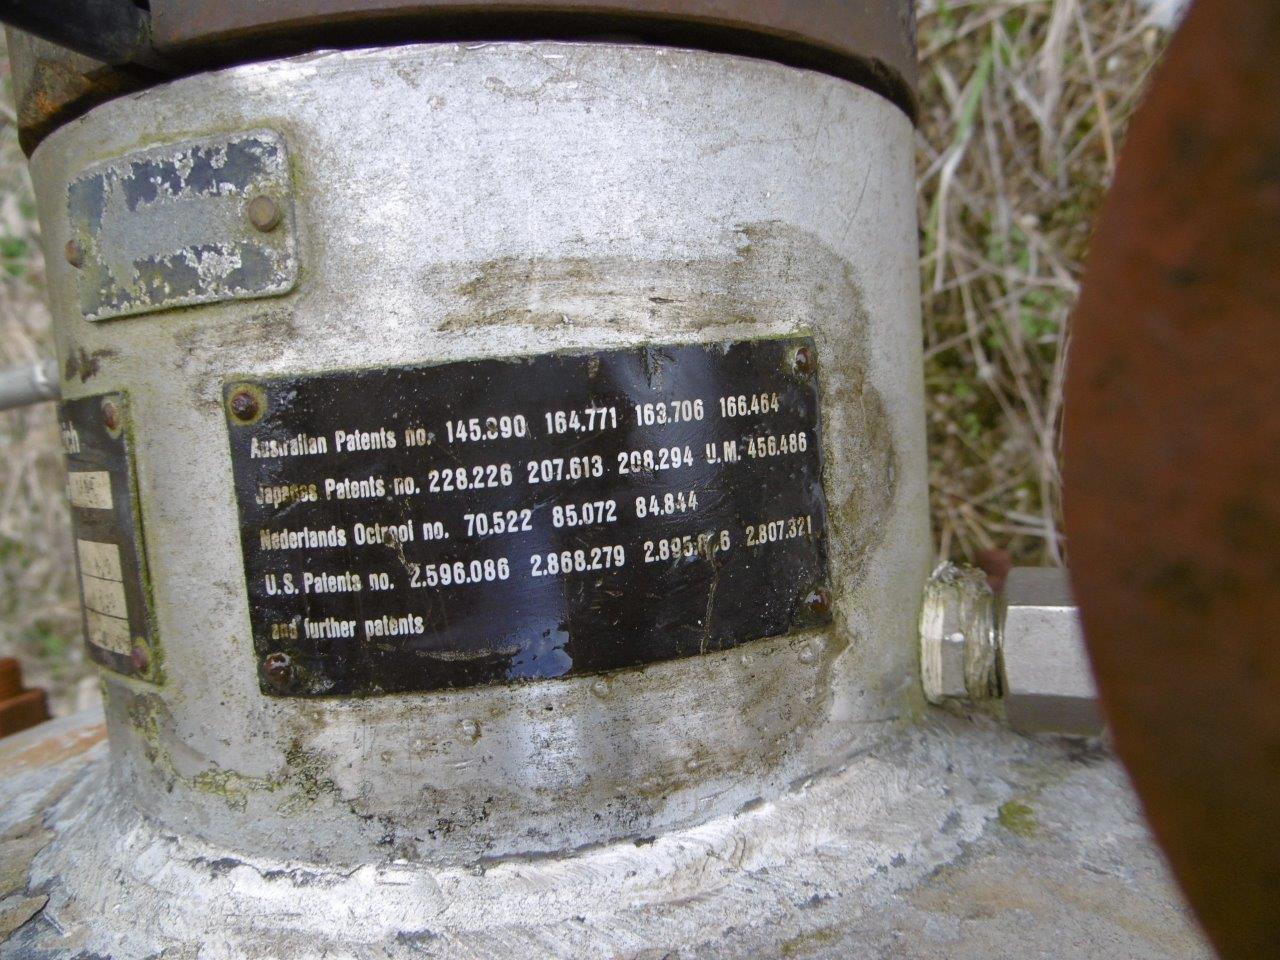 Australian Patents no. 164.771 163.706 166.464
Japanes Patents no. 228.226 207.613 208.294 U.M. 456.486
Nederlands Octrooi no. 70.522 85.072 84.844
U.S. Patents no. 2.596.086 2.868.279 2.807.321
and further patents